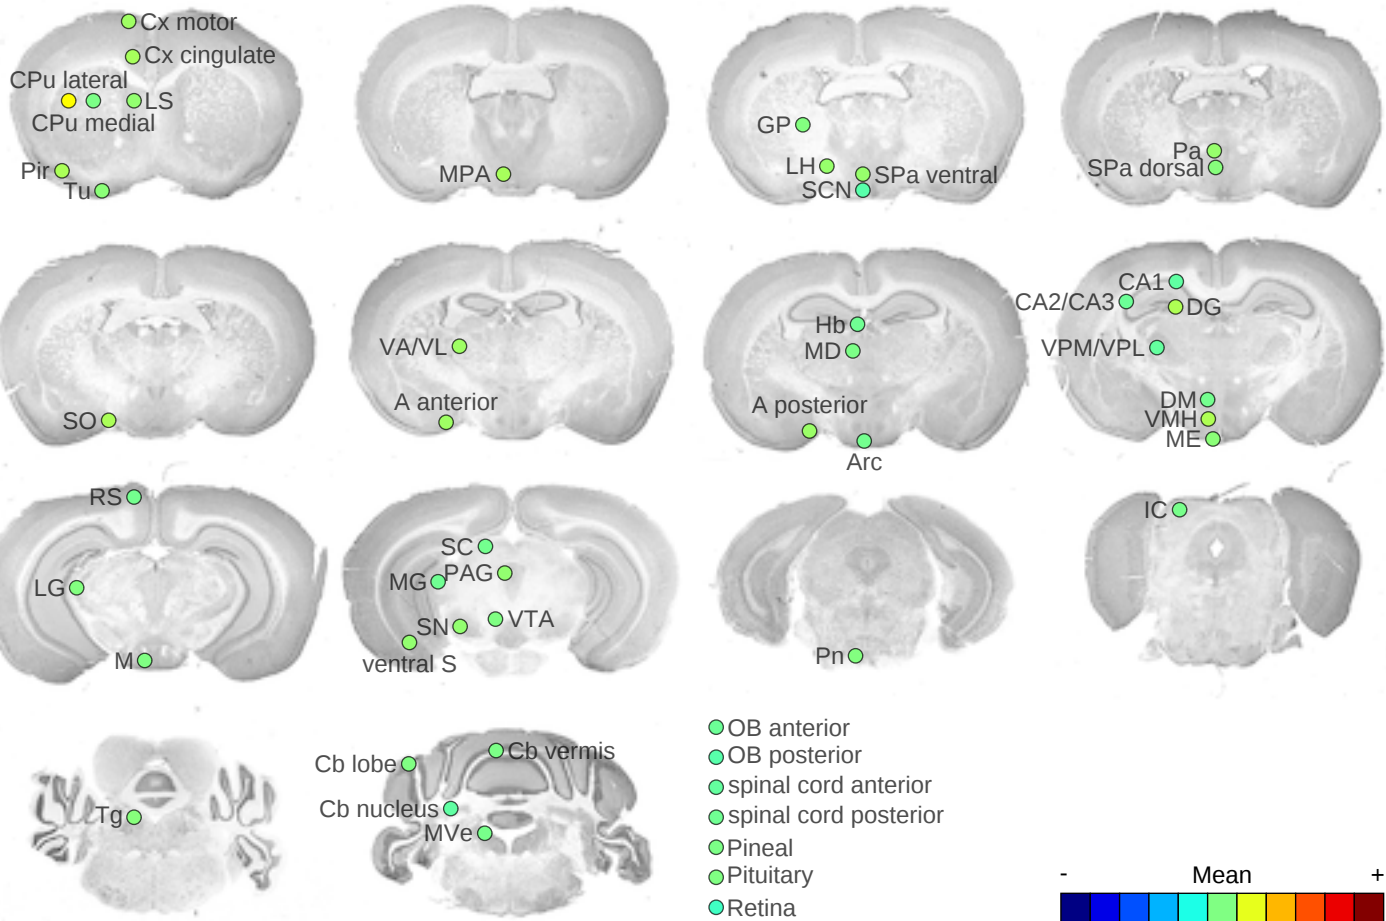 Cx motor
Cx cingulate
CPu lateral
LS
CPu medial
Pir
Tu
MPA
GP
LH
SPa ventral
SCN
Pa
SPa dorsal
SO
VA/VL
A anterior
Hb
MD
A posterior
Arc
CA1
CA2/CA3
DG
VPM/VPL
DM
VMH
ME
RS
LG
M
SC
MG
PAG
SN
VTA
ventral S
Pn
IC
Tg
Cb lobe
Cb vermis
Cb nucleus
MVe
OB anterior
OB posterior
spinal cord anterior
spinal cord posterior
Pineal
Pituitary
Retina
- Mean +